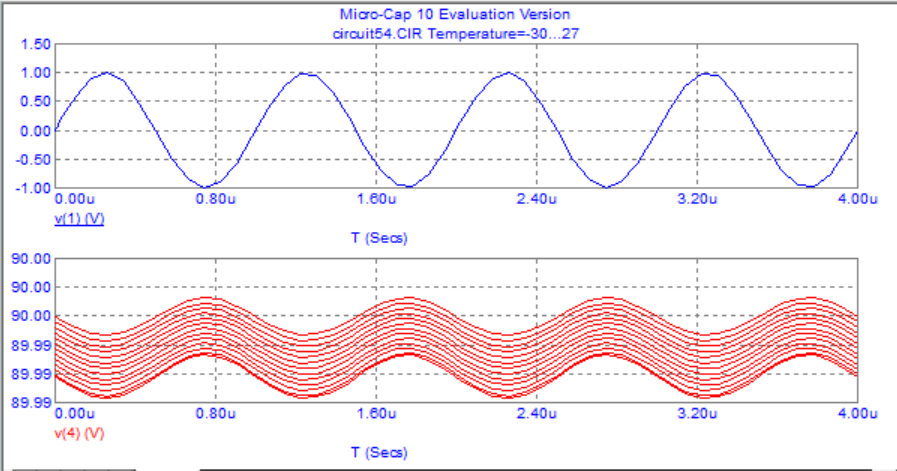 Micro-Cap 10 Evaluation Version
circuit54.CIR Temperature=-30...27
1.50
1.00
0.50
0.00
-0.50
-1.00
0.00u 0.80u 1.60u 2.40u 3.20u 4.00u
v(1) (V)
T (Secs)
90.00
90.00
90.00
89.99
89.99
89.99
0.00u 0.80u 1.60u 2.40u 3.20u 4.00u
v(4) (V)
T (Secs)